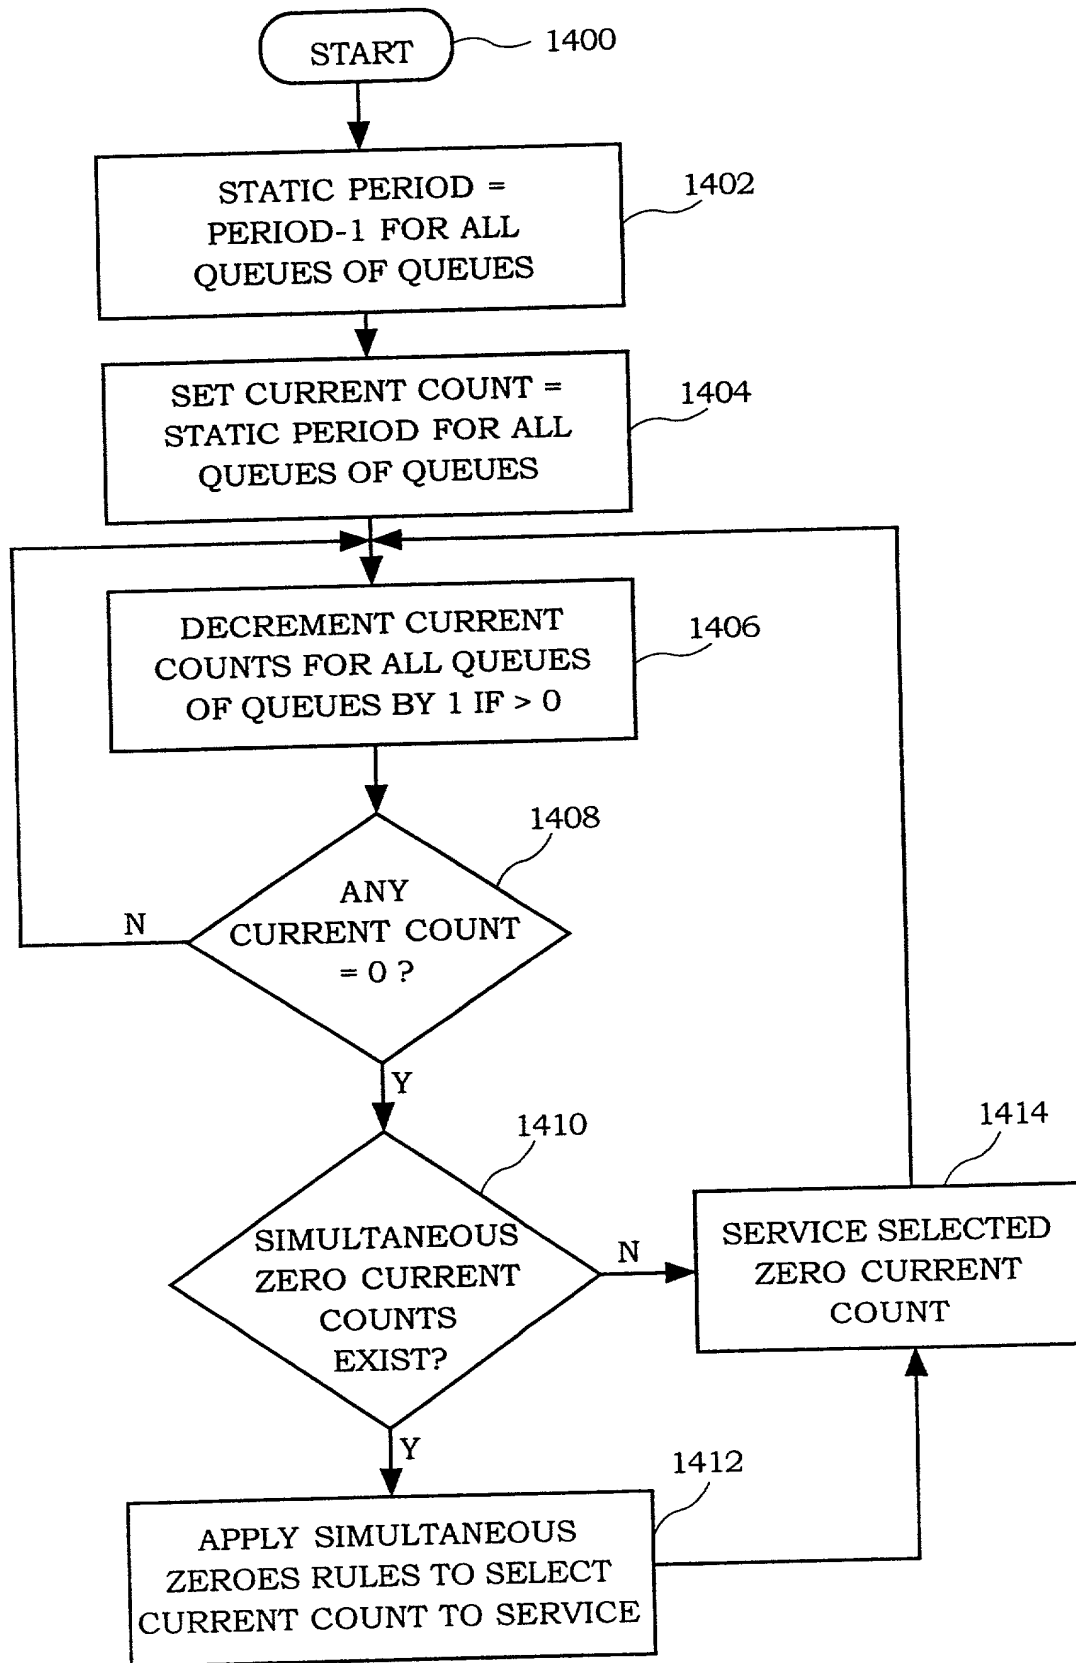 START
1400
STATIC PERIOD =
PERIOD-1 FOR ALL
QUEUES OF QUEUES
1402
SET CURRENT COUNT =
STATIC PERIOD FOR ALL
QUEUES OF QUEUES
1404
DECREMENT CURRENT
COUNTS FOR ALL QUEUES
OF QUEUES BY 1 IF > 0
1406
1408
ANY
CURRENT COUNT
= 0 ?
N
Y
1410
SIMULTANEOUS
ZERO CURRENT
COUNTS
EXIST?
N
Y
1414
SERVICE SELECTED
ZERO CURRENT
COUNT
1412
APPLY SIMULTANEOUS
ZEROES RULES TO SELECT
CURRENT COUNT TO SERVICE